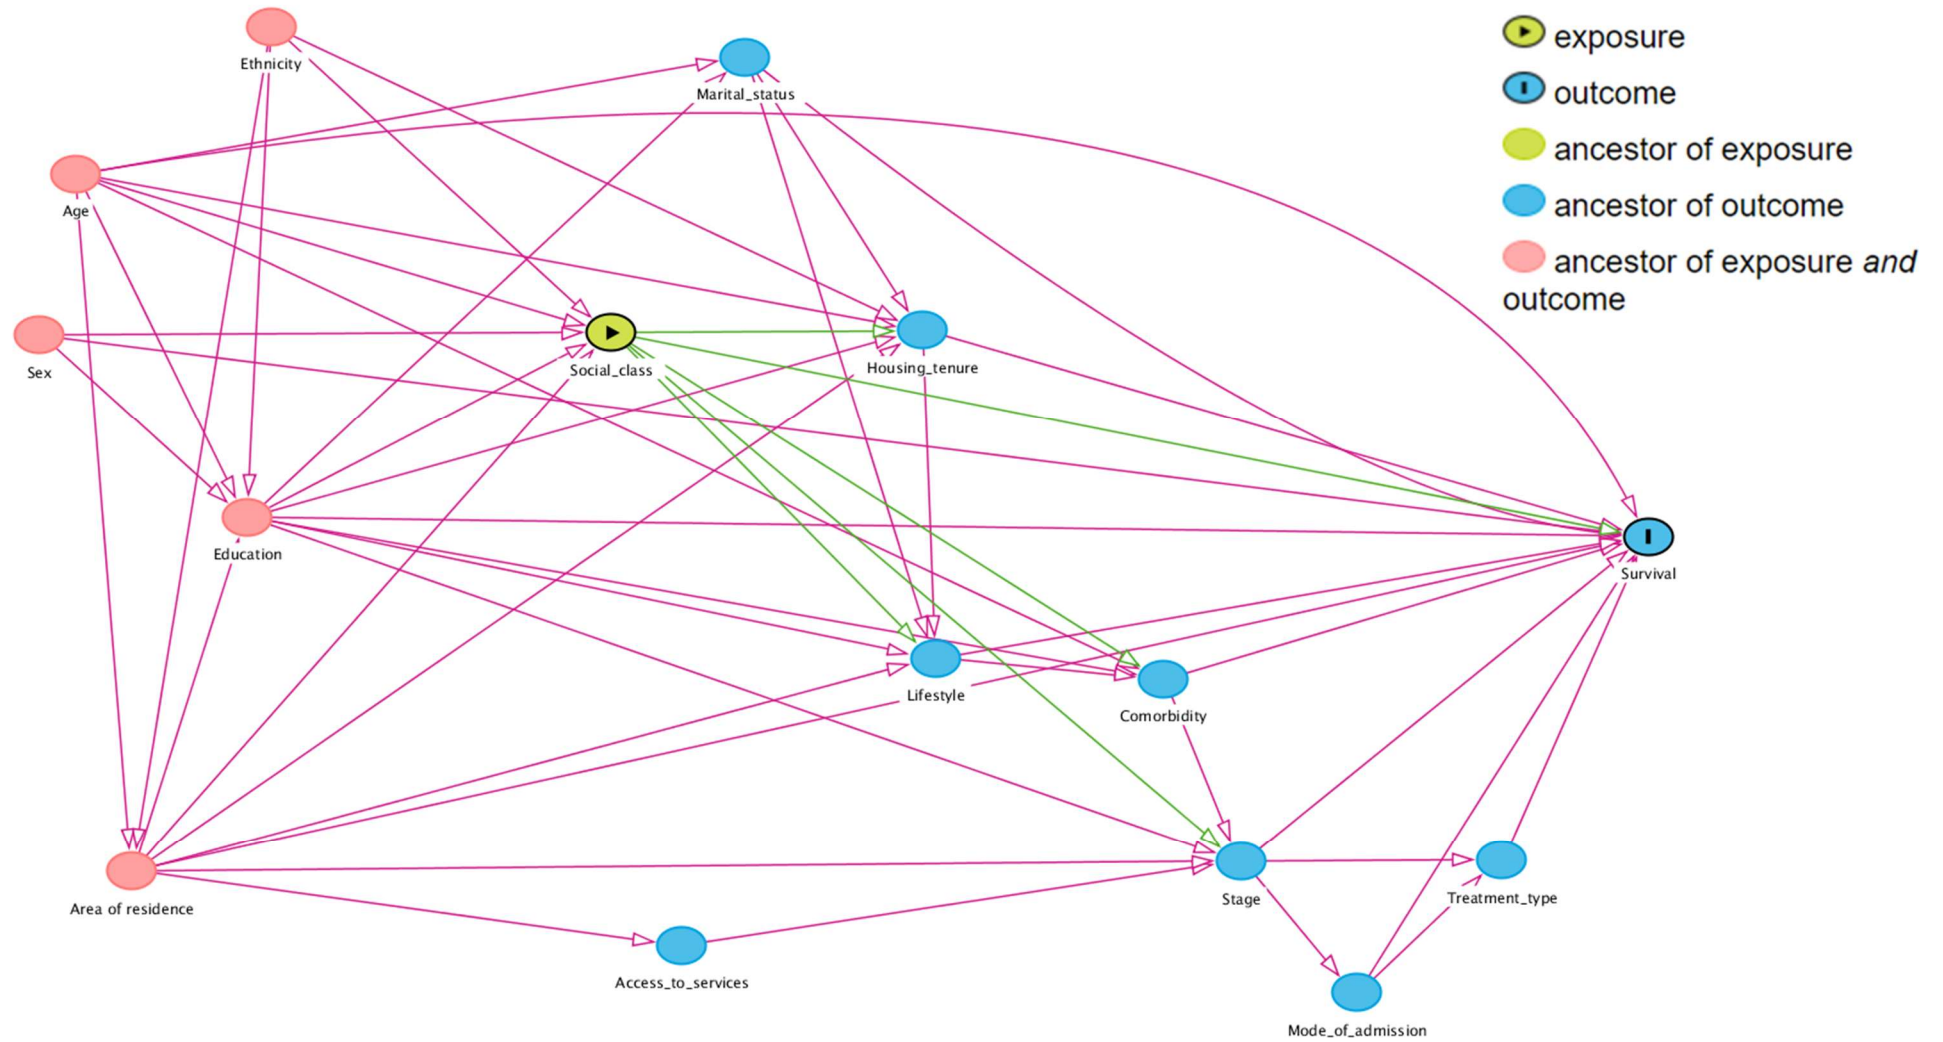 Ethnicity
Marital_status
Age
Sex
Social_class
Housing_tenure
Education
Survival
Lifestyle
Comorbidity
Area of residence
Stage
Treatment_type
Access_to_services
Mode_of_admission
exposure
outcome
ancestor of exposure
ancestor of outcome
ancestor of exposure and
outcome